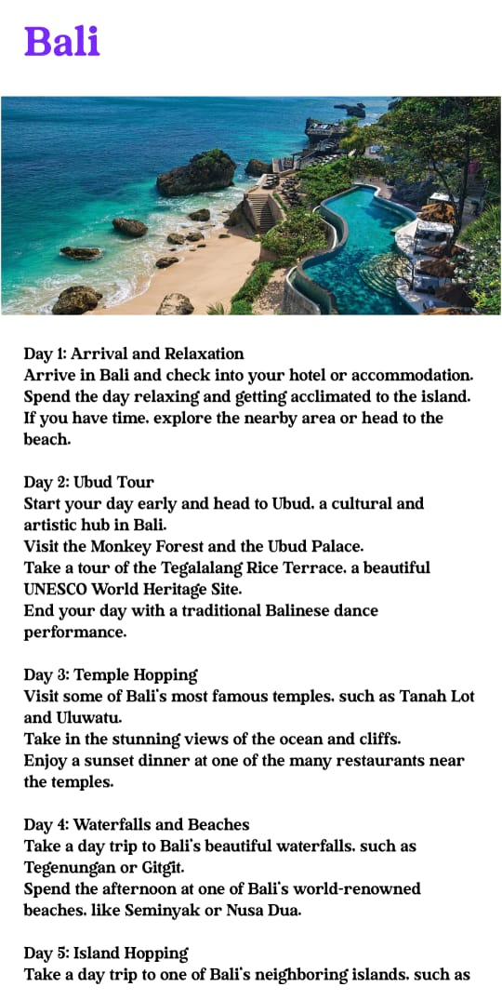 Bali
Day 1: Arrival and Relaxation
Arrive in Bali and check into your hotel or accommodation.
Spend the day relaxing and getting acclimated to the island.
If you have time, explore the nearby area or head to the
beach.
Day 2: Ubud Tour
Start your day early and head to Ubud, a cultural and
artistic hub in Bali.
Visit the Monkey Forest and the Ubud Palace.
Take a tour of the Tegalalang Rice Terrace, a beautiful
UNESCO World Heritage Site.
End your day with a traditional Balinese dance
performance.
Day 3: Temple Hopping
Visit some of Bali's most famous temples, such as Tanah Lot
and Uluwatu.
Take in the stunning views of the ocean and cliffs.
Enjoy a sunset dinner at one of the many restaurants near
the temples.
Day 4: Waterfalls and Beaches
Take a day trip to Bali's beautiful waterfalls, such as
Tegenungan or Gitgit.
Spend the afternoon at one of Bali's world-renowned
beaches, like Seminyak or Nusa Dua.
Day 5: Island Hopping
Take a day trip to one of Bali's neighboring islands, such as